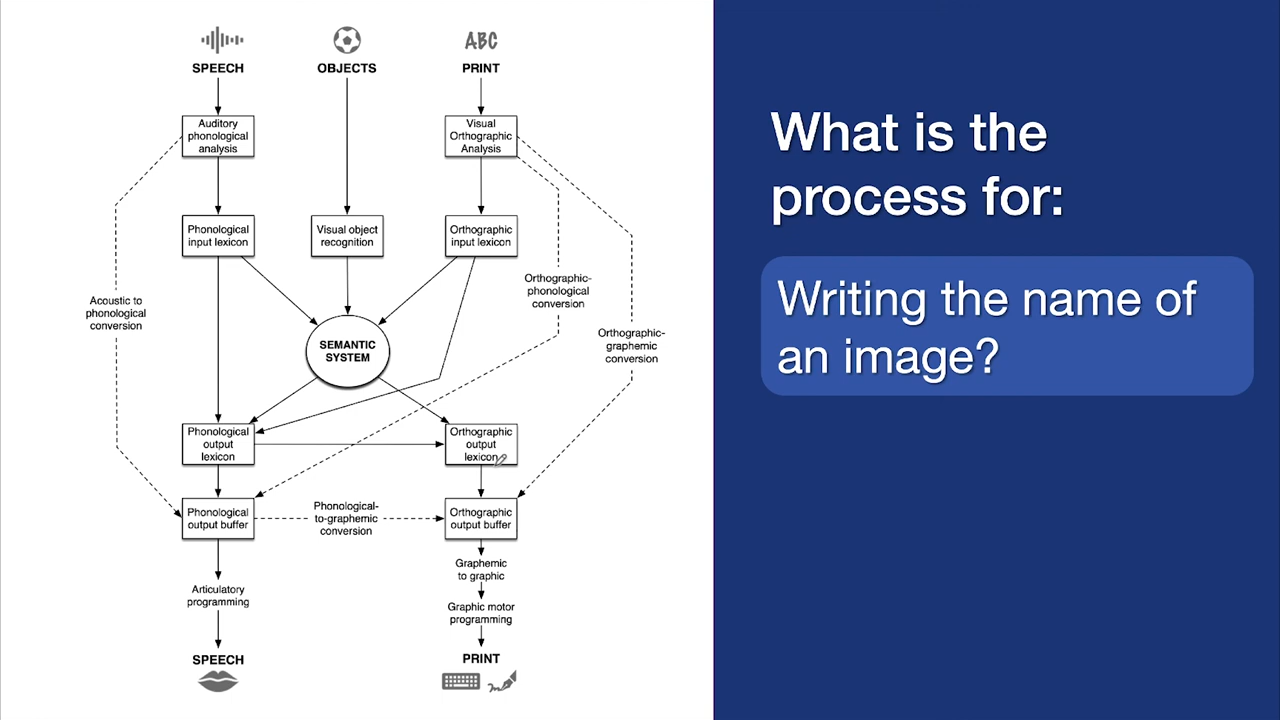 ABC
SPEECH
OBJECTS
PRINT
Auditory
phonological
analysis
Visual
Orthographic
Analysis
Phonological
input lexicon
Visual object
recognition
Orthographic
input lexicon
Acoustic to
phonological
conversion
Orthographic-
phonological
conversion
Orthographic-
graphemic
conversion
SEMANTIC
SYSTEM
Phonological
output
lexicon
Orthographic
output
lexicon
Phonological
output buffer
Phonological-
to-graphemic
conversion
Orthographic
output buffer
Articulatory
programming
Graphemic
to graphic
Graphic motor
programming
SPEECH
PRINT
What is the
process for:
Writing the name of
an image?